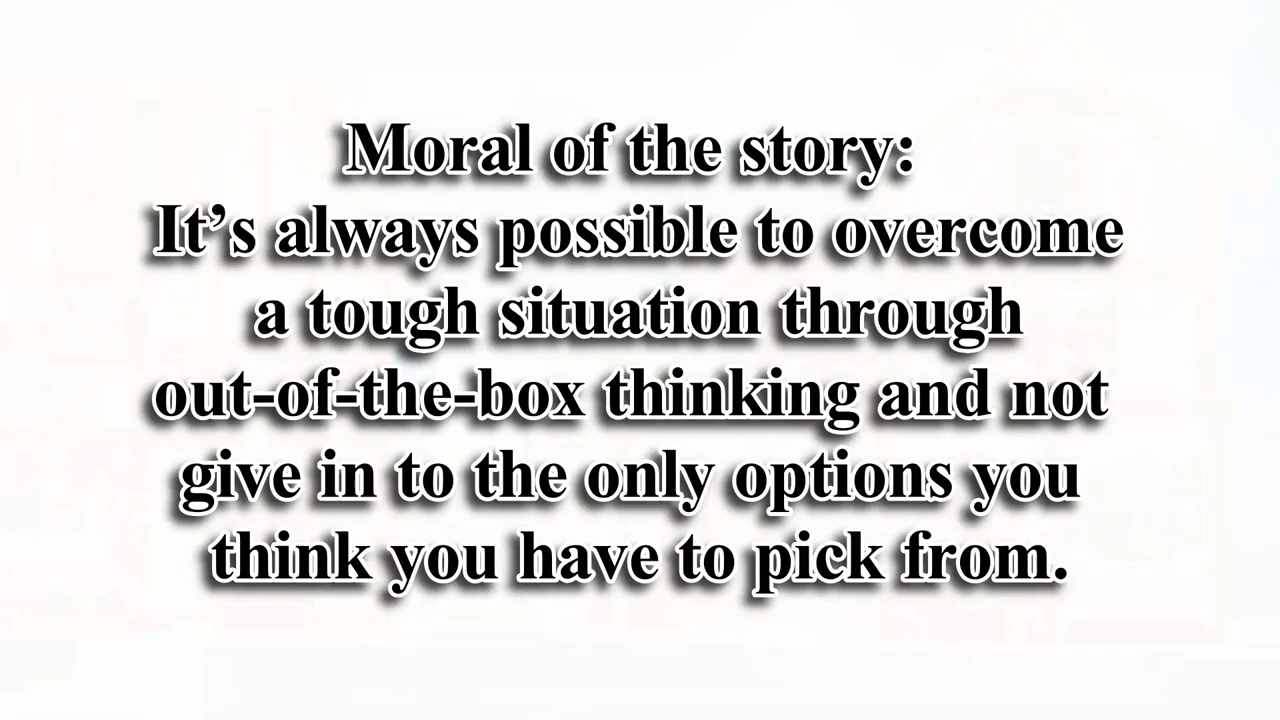 Moral of the story:
It’s always possible to overcome
a tough situation through
out-of-the-box thinking and not
give in to the only options you
think you have to pick from.